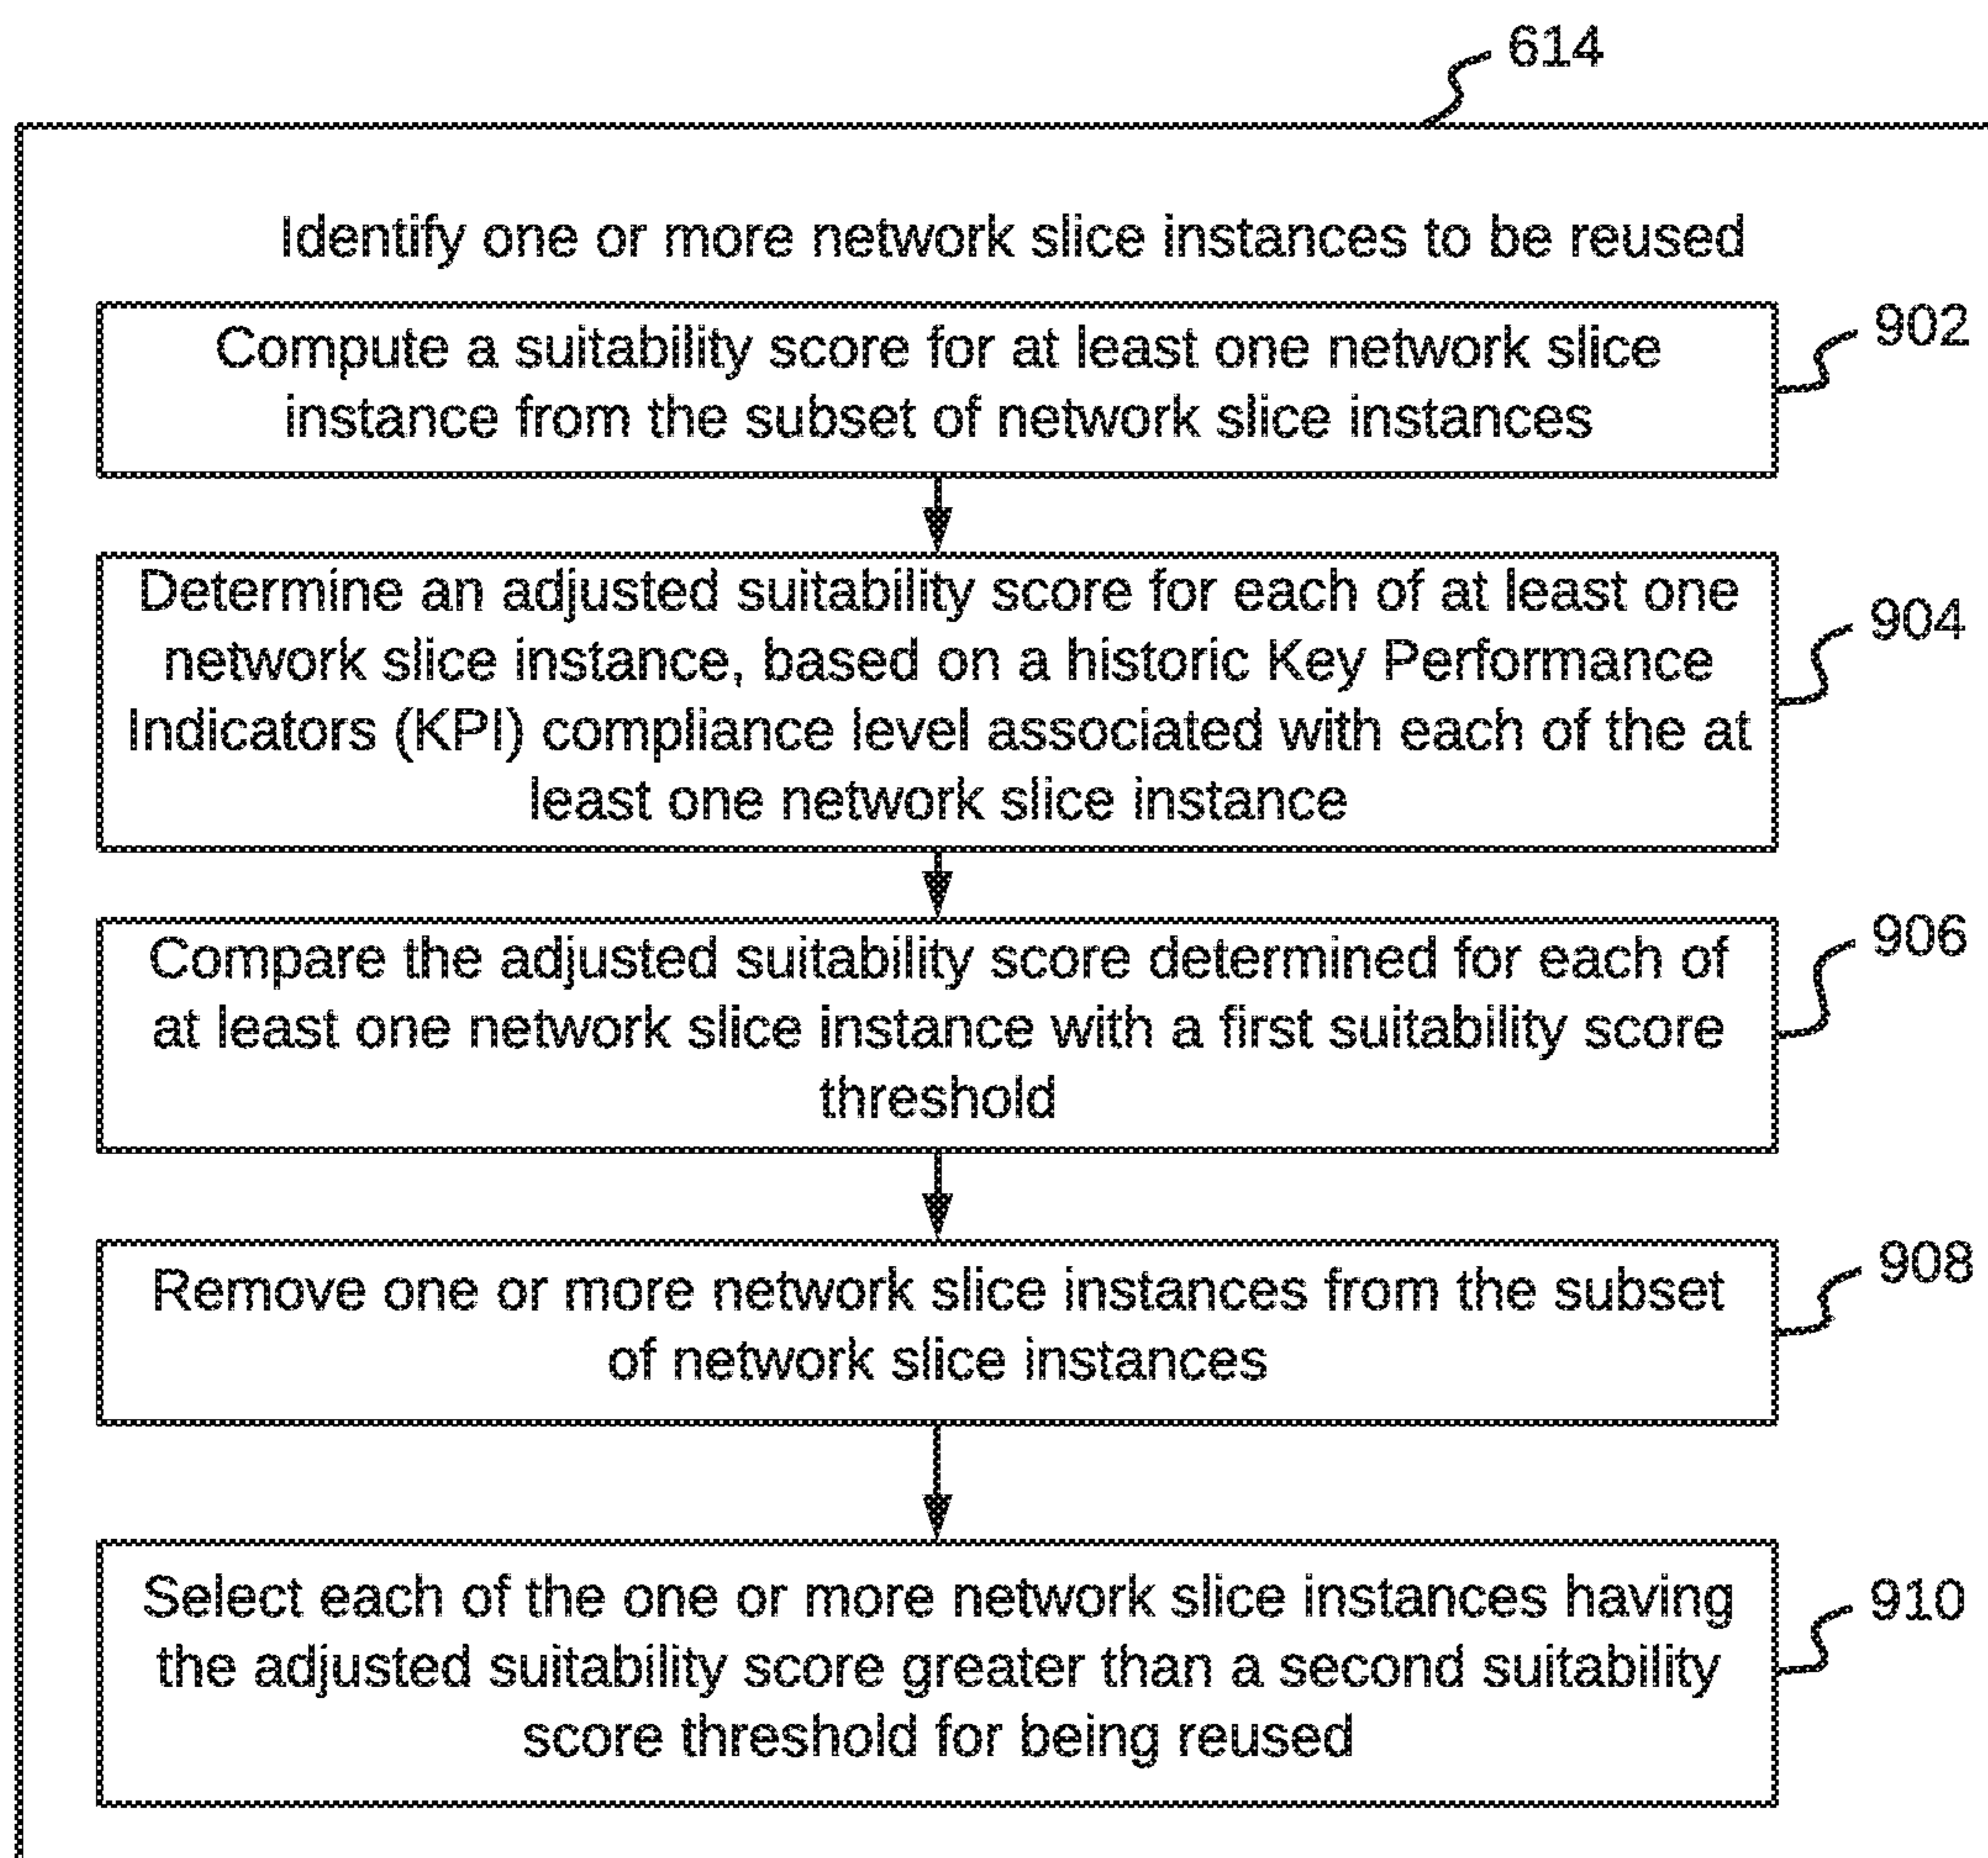 614
Identify one or more network slice instances to be reused
Compute a suitability score for at least one network slice
instance from the subset of network slice instances
902
Determine an adjusted suitability score for each of at least one
network slice instance, based on a historic Key Performance
Indicators (KPI) compliance level associated with each of the at
least one network slice instance
904
Compare the adjusted suitability score determined for each of
at least one network slice instance with a first suitability score
threshold
906
Remove one or more network slice instances from the subset
of network slice instances
908
Select each of the one or more network slice instances having
the adjusted suitability score greater than a second suitability
score threshold for being reused
910